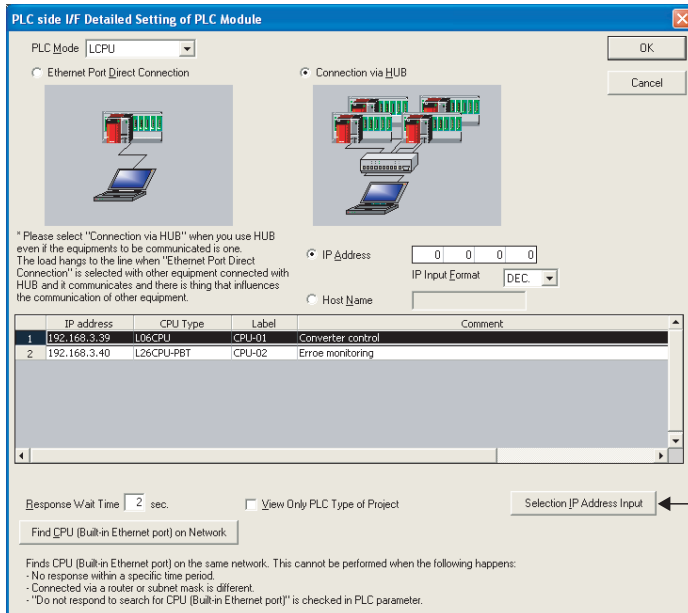 PLC side I/F Detailed Setting of PLC Module
PLC Mode LCPU
OK
Ethernet Port Direct Connection
Connection via HUB
Cancel
* Please select "Connection via HUB" when you use HUB
even if the equipments to be communicated is one.
The load hangs to the line when "Ethernet Port Direct
Connection" is selected with other equipment connected with
HUB and it communicates and there is thing that influences
the communication of other equipment.
IP Address 0 0 0 0
IP Input Format DEC.
Host Name
IP address CPU Type Label Comment
1 192.168.3.39 L06CPU CPU-01 Converter control
2 192.168.3.40 L26CPU-PBT CPU-02 Erroe monitoring
Response Wait Time 2 sec.
View Only PLC Type of Project
Selection IP Address Input
Find CPU (Built-in Ethernet port) on Network
Finds CPU (Built-in Ethernet port) on the same network. This cannot be performed when the following happens:
- No response within a specific time period.
- Connected via a router or subnet mask is different.
- "Do not respond to search for CPU (Built-in Ethernet port)" is checked in PLC parameter.